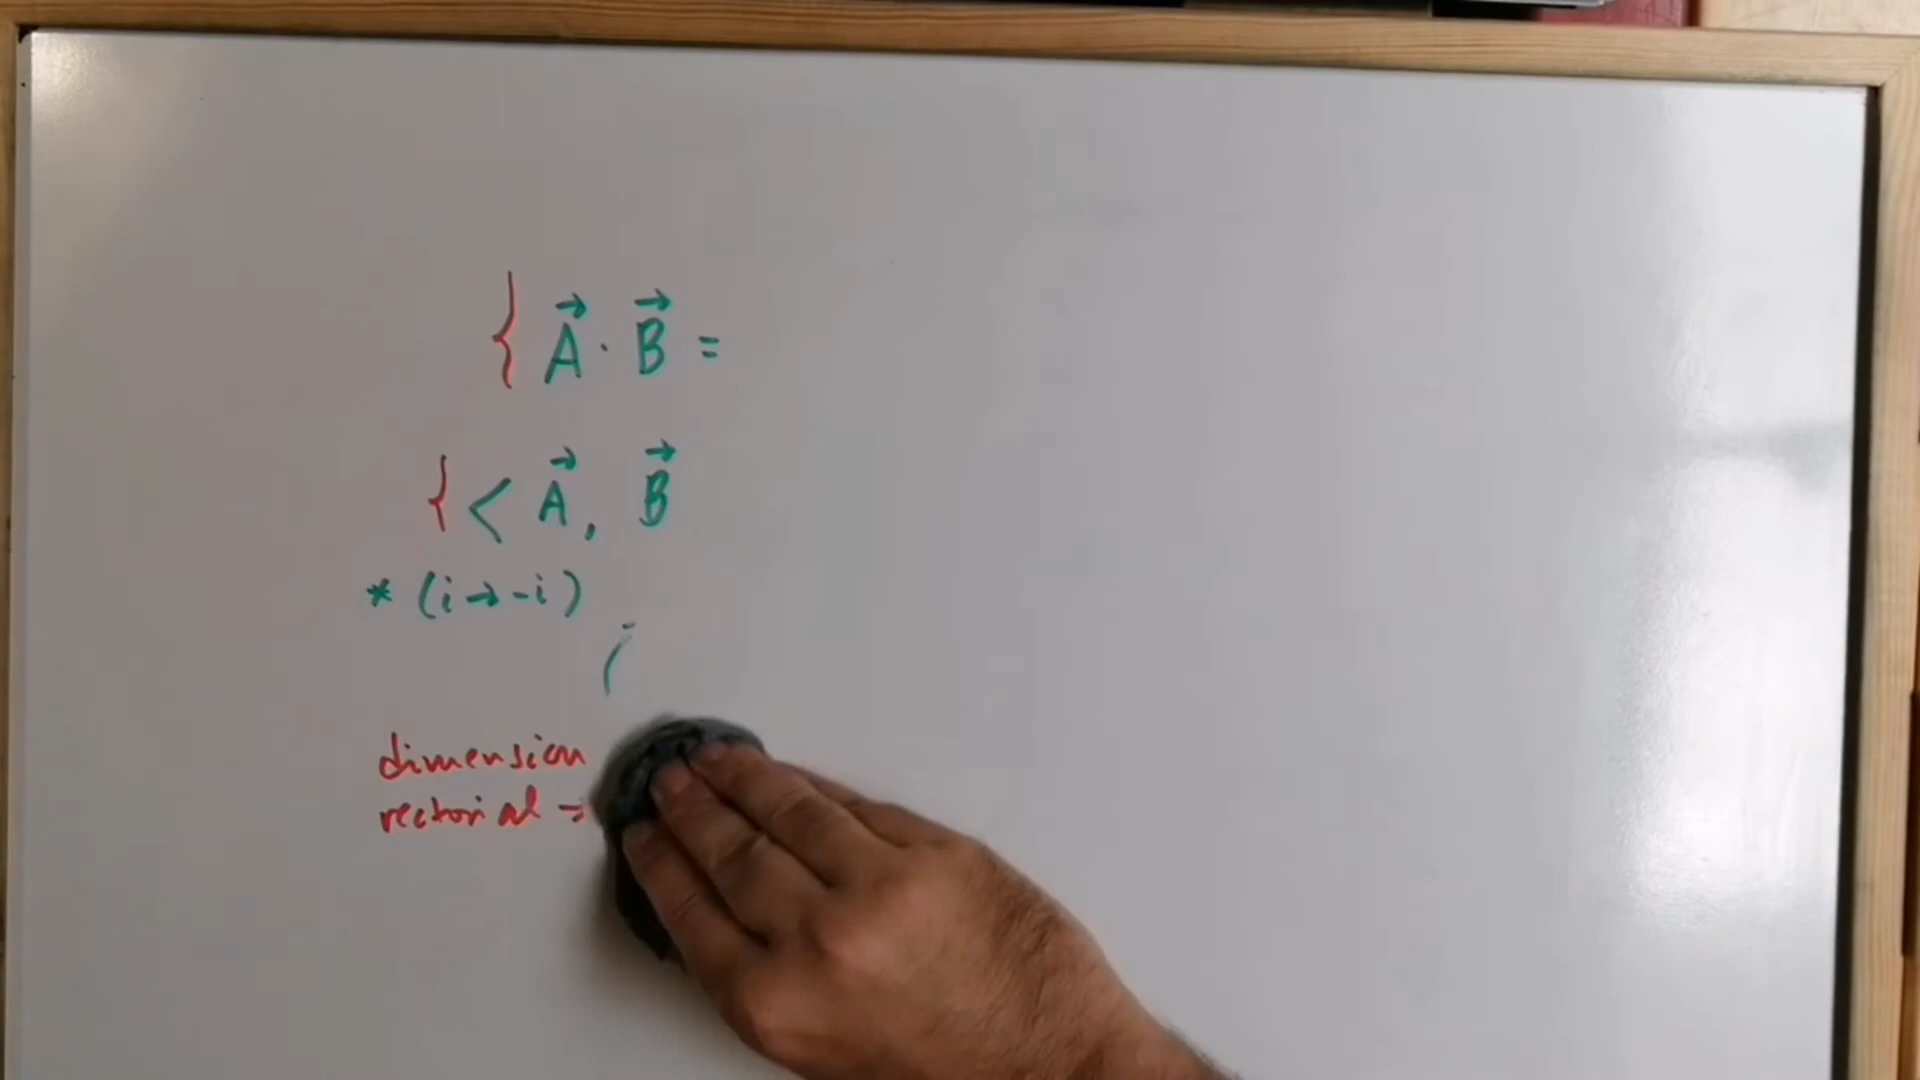 { A⃗ · B⃗ =
{ < A⃗, B⃗
* (i → -i)
(
dimension
vectorial =